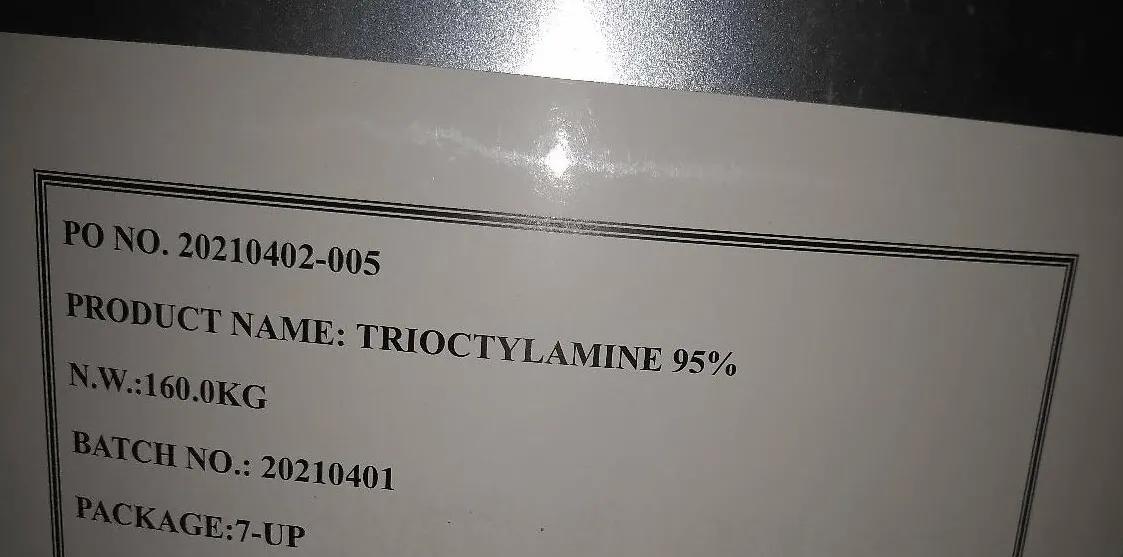 PO NO. 20210402-005
PRODUCT NAME: TRIOCTYLAMINE 95%
N.W.:160.0KG
BATCH NO.: 20210401
PACKAGE:7-UP